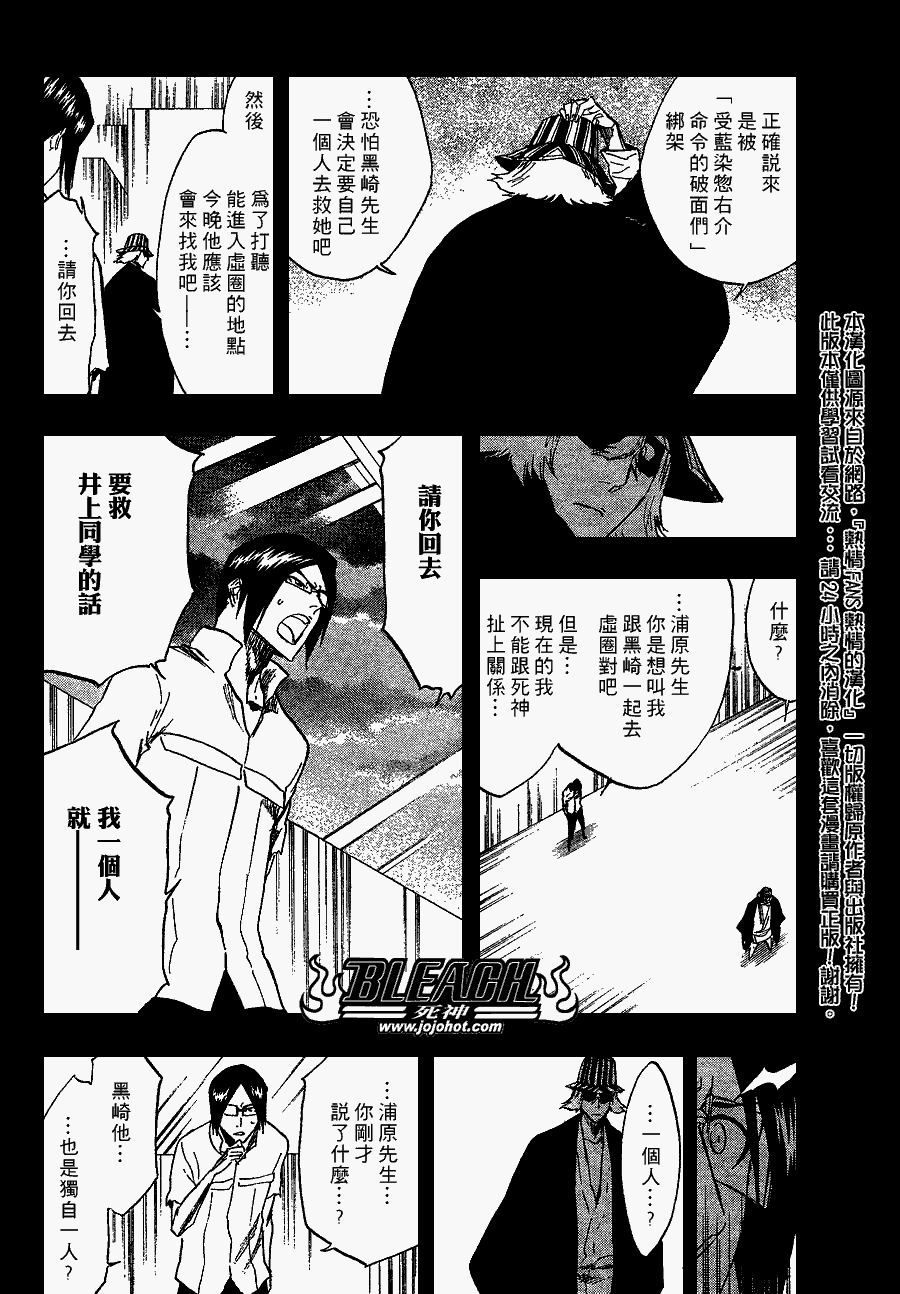 正確說來
是被
「受藍染惣右介
命令的破面們」
綁架
…恐怕黑崎先生
會決定要自己
一個人去救她吧
然後
爲了打聽
能進入虛圈的地點
今晚他應該
會來找我吧——…
…請你回去
什麼?
…浦原先生
你是想叫我
跟黑崎一起去
虛圈對吧
但是…
現在的我
不能跟死神
扯上關係…
請你回去
要救
井上同學的話
我一個人
就——
…一個人…?
…浦原先生…
你剛才
說了什麼…?
黑崎他…
…也是獨自一人?
本漢化圖源來自於網路，『熱情FANS熱情的漢化』一切版權歸原作者與出版社擁有！
此版本僅供學習試看交流…請24小時之內消除，喜歡這套漫畫請購買正版！謝謝。
BLEACH
死神
www.jojohot.com